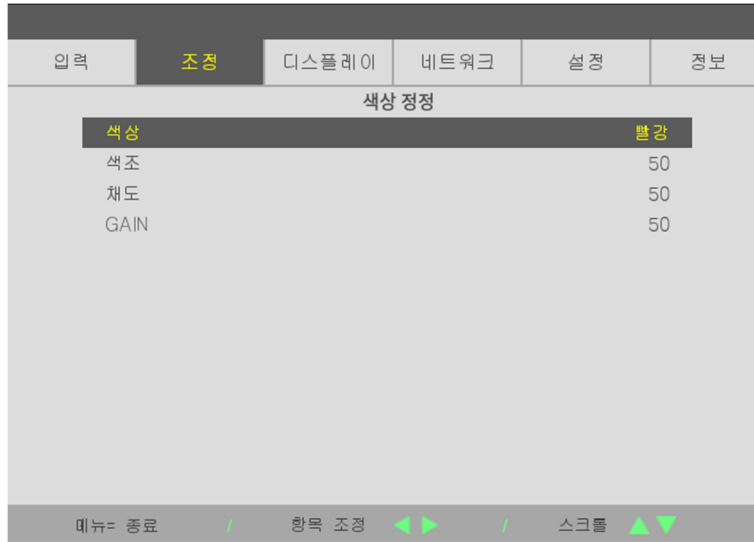 입력 조정 디스플레이 네트워크 설정 정보
색상 정정
색상 빨강
색조 50
채도 50
GAIN 50
메뉴= 종료 / 항목 조정 ◀ ▶ / 스크롤 ▲ ▼